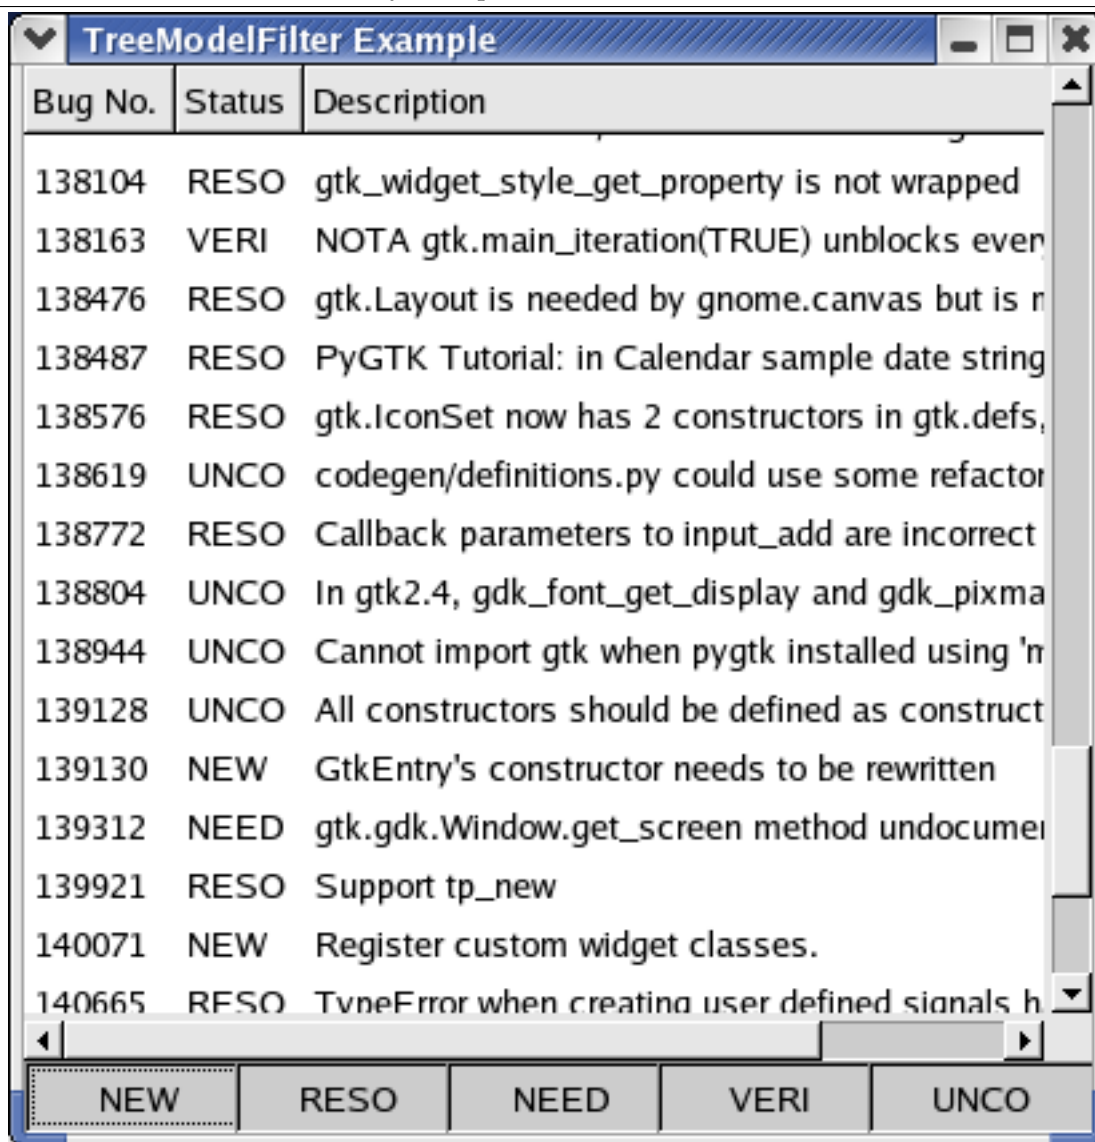 TreeModelFilter Example
Bug No. Status Description
138104 RESO gtk_widget_style_get_property is not wrapped
138163 VERI NOTA gtk.main_iteration(TRUE) unblocks every
138476 RESO gtk.Layout is needed by gnome.canvas but is
138487 RESO PyGTK Tutorial: in Calendar sample date string
138576 RESO gtk.IconSet now has 2 constructors in gtk.defs,
138619 UNCO codegen/definitions.py could use some refactor
138772 RESO Callback parameters to input_add are incorrect
138804 UNCO In gtk2.4, gdk_font_get_display and gdk_pixma
138944 UNCO Cannot import gtk when pygtk installed using 'm
139128 UNCO All constructors should be defined as construct
139130 NEW GtkEntry's constructor needs to be rewritten
139312 NEED gtk.gdk.Window.get_screen method undocumen
139921 RESO Support tp_new
140071 NEW Register custom widget classes.
140665 RESO TypeError when creating user defined signals h
NEW RESO NEED VERI UNCO